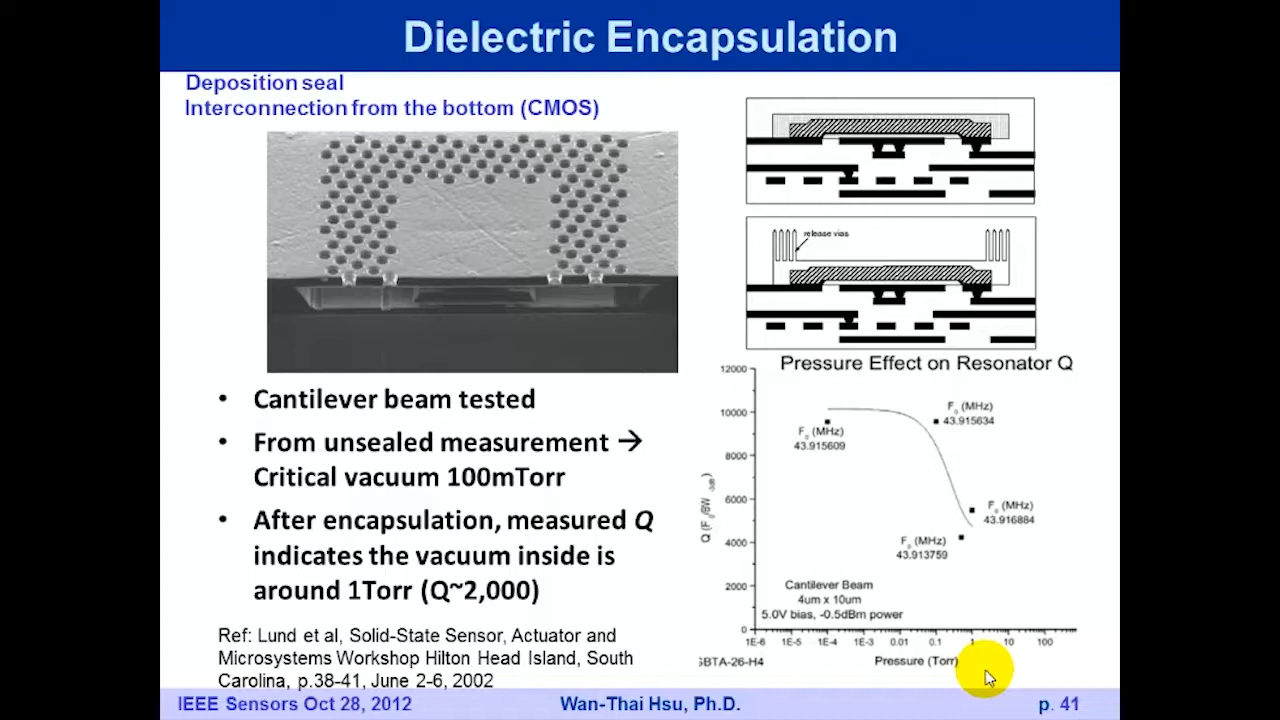 Dielectric Encapsulation
Deposition seal
Interconnection from the bottom (CMOS)
release vias
• Cantilever beam tested
• From unsealed measurement →
Critical vacuum 100mTorr
• After encapsulation, measured Q
indicates the vacuum inside is
around 1Torr (Q~2,000)
Ref: Lund et al, Solid-State Sensor, Actuator and
Microsystems Workshop Hilton Head Island, South
Carolina, p.38-41, June 2-6, 2002
Pressure Effect on Resonator Q
12000
10000
8000
6000
4000
2000
0
Q (F₀/BW₋₃db)
F₀ (MHz)
43.915609
F₀ (MHz)
43.915634
F₀ (MHz)
43.916884
F₀ (MHz)
43.913759
Cantilever Beam
4um x 10um
5.0V bias, -0.5dBm power
1E-6 1E-5 1E-4 1E-3 0.01 0.1 1 10 100
SBTA-26-H4
Pressure (Torr)
IEEE Sensors Oct 28, 2012
Wan-Thai Hsu, Ph.D.
p. 41